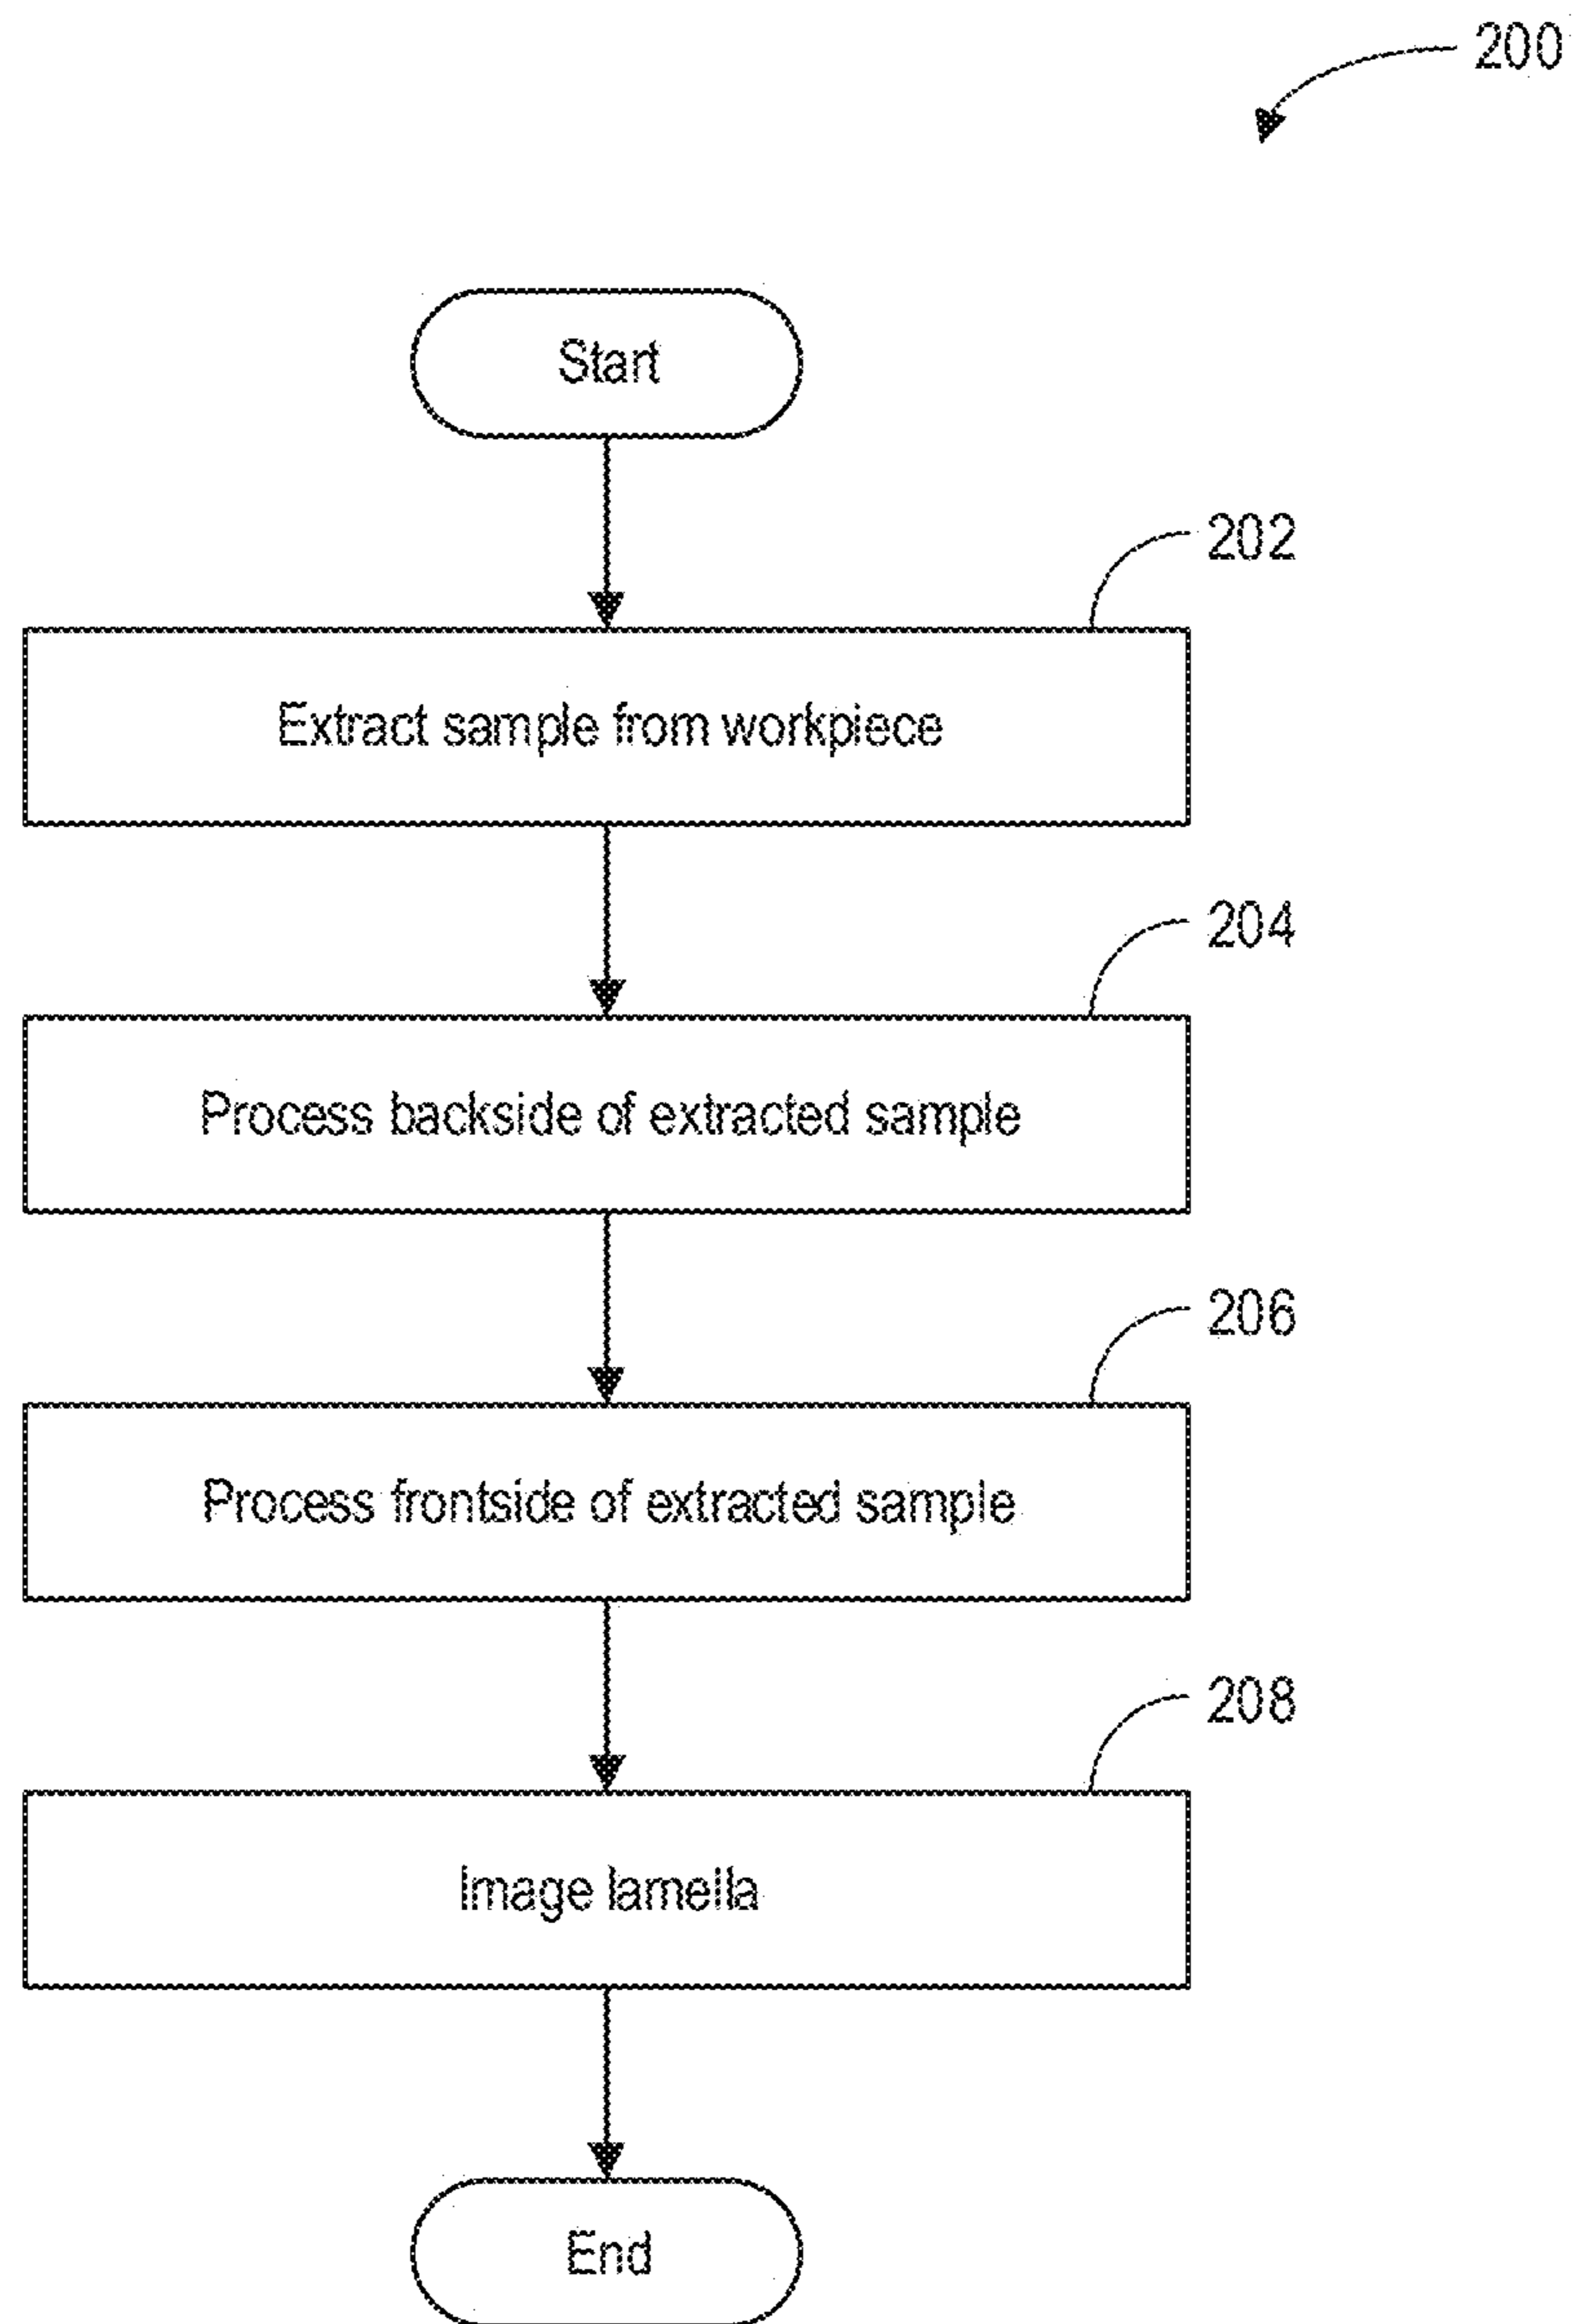 200
Start
202
Extract sample from workpiece
204
Process backside of extracted sample
206
Process frontside of extracted sample
208
Image lamella
End